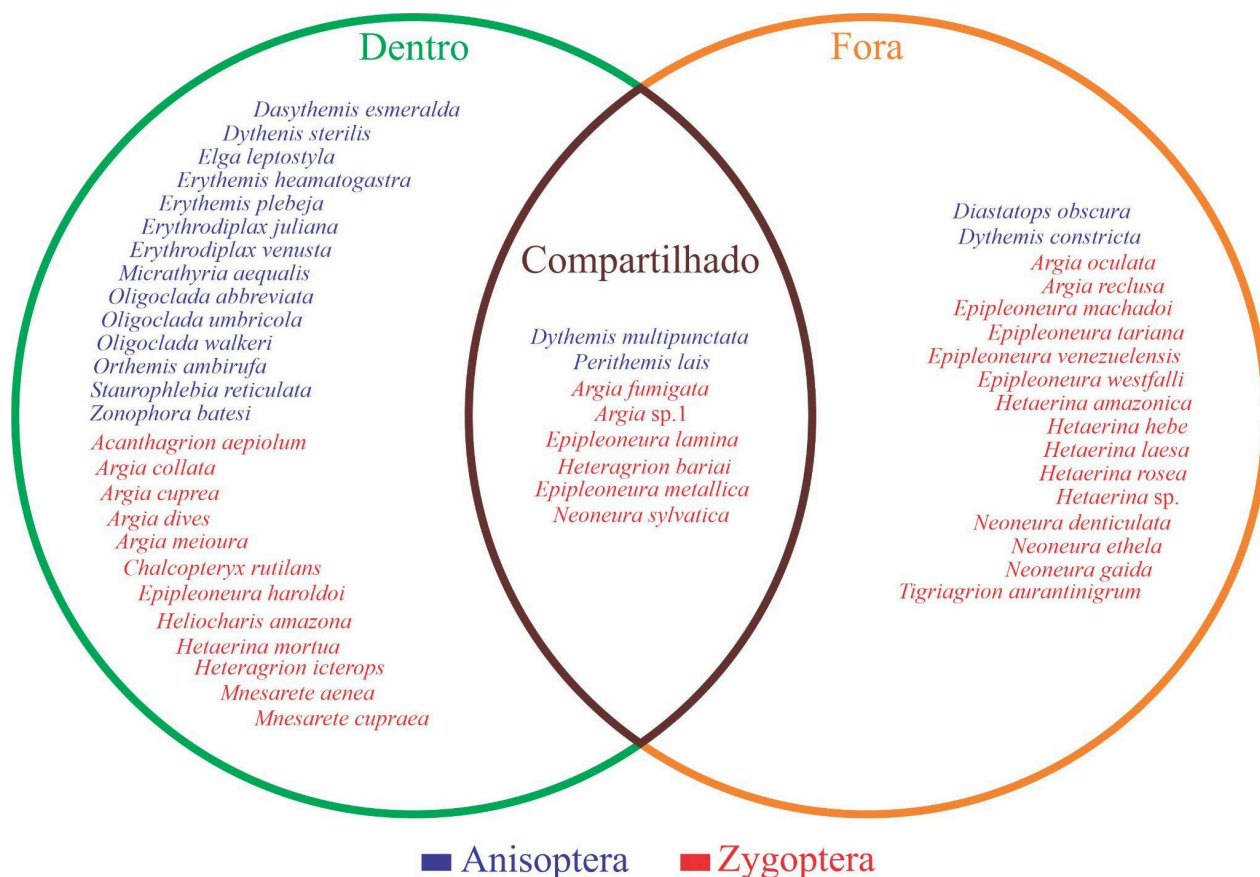 Dentro
Dasythemis esmeralda
Dythenis sterilis
Elga leptostyla
Erythemis heamatogastra
Erythemis plebeja
Erythrodiplax juliana
Erythrodiplax venusta
Micrathyria aequalis
Oligoclada abbreviata
Oligoclada umbricola
Oligoclada walkeri
Orthemis ambirufa
Staurophlebia reticulata
Zonophora batesi
Acanthagrion aepiolum
Argia collata
Argia cuprea
Argia dives
Argia meioura
Chalcopteryx rutilans
Epipleoneura haroldoi
Heliocharis amazona
Hetaerina mortua
Heteragrion icterops
Mnesarete aenea
Mnesarete cupraea
Compartilhado
Dythemis multipunctata
Perithemis lais
Argia fumigata
Argia sp.1
Epipleoneura lamina
Heteragrion bariai
Epipleoneura metallica
Neoneura sylvatica
Fora
Diastatops obscura
Dythemis constricta
Argia oculata
Argia reclusa
Epipleoneura machadoi
Epipleoneura tariana
Epipleoneura venezuelensis
Epipleoneura westfalli
Hetaerina amazonica
Hetaerina hebe
Hetaerina laesa
Hetaerina rosea
Hetaerina sp.
Neoneura denticulata
Neoneura ethela
Neoneura gaida
Tigriagrion aurantinigrum
Anisoptera
Zygoptera